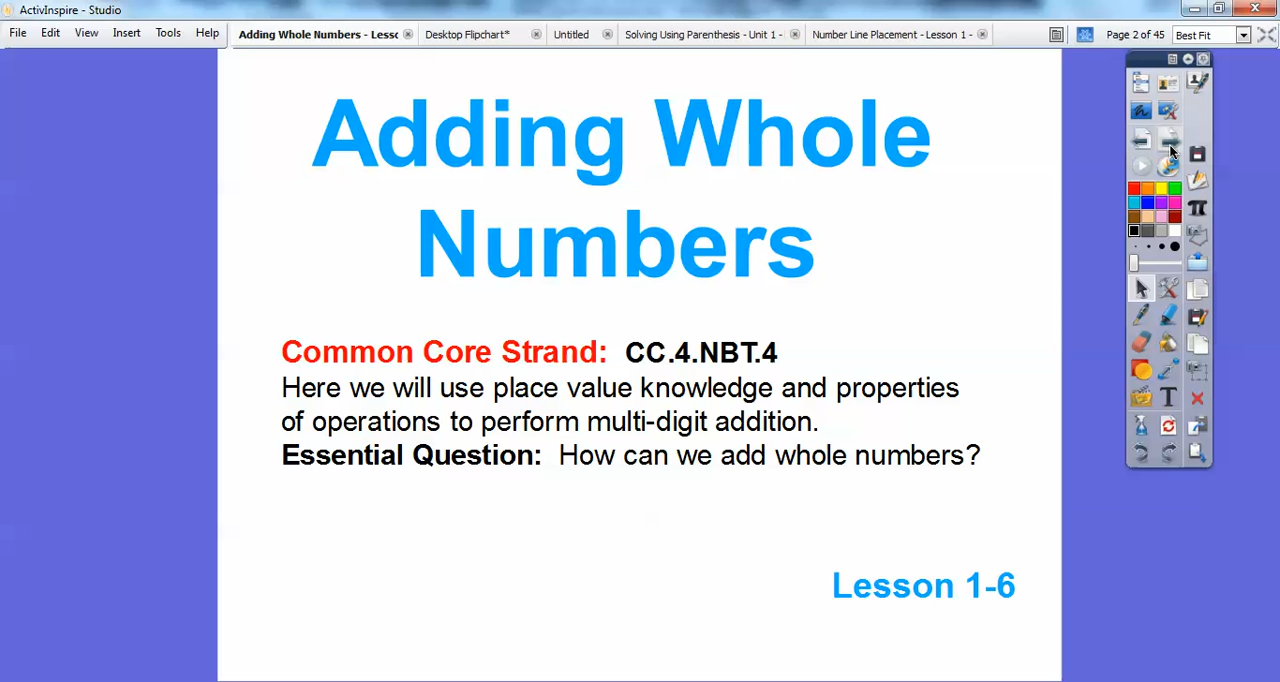 ActivInspire - Studio
File Edit View Insert Tools Help
Adding Whole Numbers - Lessc Desktop Flipchart* Untitled Solving Using Parenthesis - Unit 1 - Number Line Placement - Lesson 1 - Page 2 of 45 Best Fit
Adding Whole
Numbers
Common Core Strand: CC.4.NBT.4
Here we will use place value knowledge and properties
of operations to perform multi-digit addition.
Essential Question: How can we add whole numbers?
Lesson 1-6